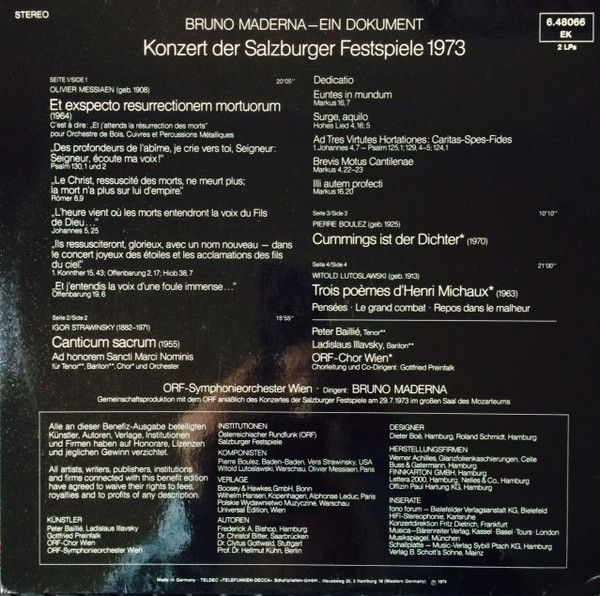 STEREO
BRUNO MADERNA – EIN DOKUMENT
Konzert der Salzburger Festspiele 1973
6.48066
EK
2 LPs
SEITE 1/SIDE 1 20'05''
OLIVIER MESSIAEN (geb. 1908)
Et exspecto resurrectionem mortuorum
(1964)
C'est à dire: „Et j'attends la résurrection des morts"
pour Orchestre de Bois, Cuivres et Percussions Métalliques
„Des profondeurs de l'abîme, je crie vers toi, Seigneur:
Seigneur, écoute ma voix!"
Psalm 130, 1 und 2
„Le Christ, ressuscité des morts, ne meurt plus;
la mort n'a plus sur lui d'empire."
Römer 6,9
„L'heure vient où les morts entendront la voix du Fils
de Dieu..."
Johannes 5, 25
„Ils ressusciteront, glorieux, avec un nom nouveau – dans
le concert joyeux des étoiles et les acclamations des fils
du ciel."
1. Korinther 15, 43; Offenbarung 2, 17; Hiob 38, 7
„Et j'entendis la voix d'une foule immense..."
Offenbarung 19, 6
Seite 2/Side 2 15'55''
IGOR STRAWINSKY (1882-1971)
Canticum sacrum (1955)
Ad honorem Sancti Marci Nominis
für Tenor**, Bariton**, Chor* und Orchester
Dedicatio
Euntes in mundum
Markus 16, 7
Surge, aquilo
Hohes Lied 4, 16; 5
Ad Tres Virtutes Hortationes: Caritas-Spes-Fides
1. Johannes 4, 7 – Psalm 125, 1; 129, 4–5; 124, 1
Brevis Motus Cantilenae
Markus 4, 22–23
Illi autem profecti
Markus 16, 20
Seite 3/Side 3 10'10''
PIERRE BOULEZ (geb. 1925)
Cummings ist der Dichter* (1970)
Seite 4/Side 4 21'00''
WITOLD LUTOSLAWSKI (geb. 1913)
Trois poèmes d'Henri Michaux* (1963)
Pensées · Le grand combat · Repos dans le malheur
Peter Baillié, Tenor**
Ladislaus Illavsky, Bariton**
ORF-Chor Wien*
Chorleitung und Co-Dirigent: Gottfried Preinfalk
ORF-Symphonieorchester Wien · Dirigent: BRUNO MADERNA
Gemeinschaftsproduktion mit dem ORF anläßlich des Konzertes der Salzburger Festspiele am 29.7.1973 im großen Saal des Mozarteums
Alle an dieser Benefiz-Ausgabe beteiligten
Künstler, Autoren, Verlage, Institutionen
und Firmen haben auf Honorare, Lizenzen
und jeglichen Gewinn verzichtet.
All artists, writers, publishers, institutions
and firms connected with this benefit edition
have agreed to waive their rights to fees,
royalties and to profits of any description.
KÜNSTLER
Peter Baillié, Ladislaus Illavsky
Gottfried Preinfalk
ORF-Chor Wien
ORF-Symphonieorchester Wien
INSTITUTIONEN
Österreichischer Rundfunk (ORF)
Salzburger Festspiele
KOMPONISTEN
Pierre Boulez, Baden-Baden, Vera Strawinsky, USA
Witold Lutoslawski, Warschau, Olivier Messiaen, Paris
VERLAGE
Boosey & Hawkes, GmbH, Bonn
Wilhelm Hansen, Kopenhagen, Alphonse Leduc, Paris
Polskie Wydawnictwo Muzyczne, Warschau
Universal Edition, Wien
AUTOREN
Frederick A. Bishop, Hamburg
Dr. Christof Bitter, Saarbrücken
Dr. Clytus Gottwald, Stuttgart
Prof. Dr. Hellmut Kühn, Berlin
DESIGNER
Dieter Boé, Hamburg, Roland Schmidt, Hamburg
HERSTELLUNGSFIRMEN
Werner Achilles, Glanzfolienkaschierungen, Celle
Buss & Gatermann, Hamburg
FINNKARTON GMBH, Hamburg
Lettera 2000, Hamburg, Nelles & Co., Hamburg
Offizin Paul Hartung KG, Hamburg
INSERATE
fono forum – Bielefelder Verlagsanstalt KG, Bielefeld
HiFi-Stereophonie, Karlsruhe
Konzertdirektion Fritz Dietrich, Frankfurt
Musica – Bärenreiter Verlag, Kassel · Basel · Tours · London
Musikspiegel, München
Schallplatte – Music-Verlag Sybill Ptach KG, Hamburg
Verlag B. Schott's Söhne, Mainz
Made in Germany · TELDEC »TELEFUNKEN-DECCA« Schallplatten-GmbH, Heussweg 25, 2 Hamburg 19 (Western Germany) Ⓟ 1974